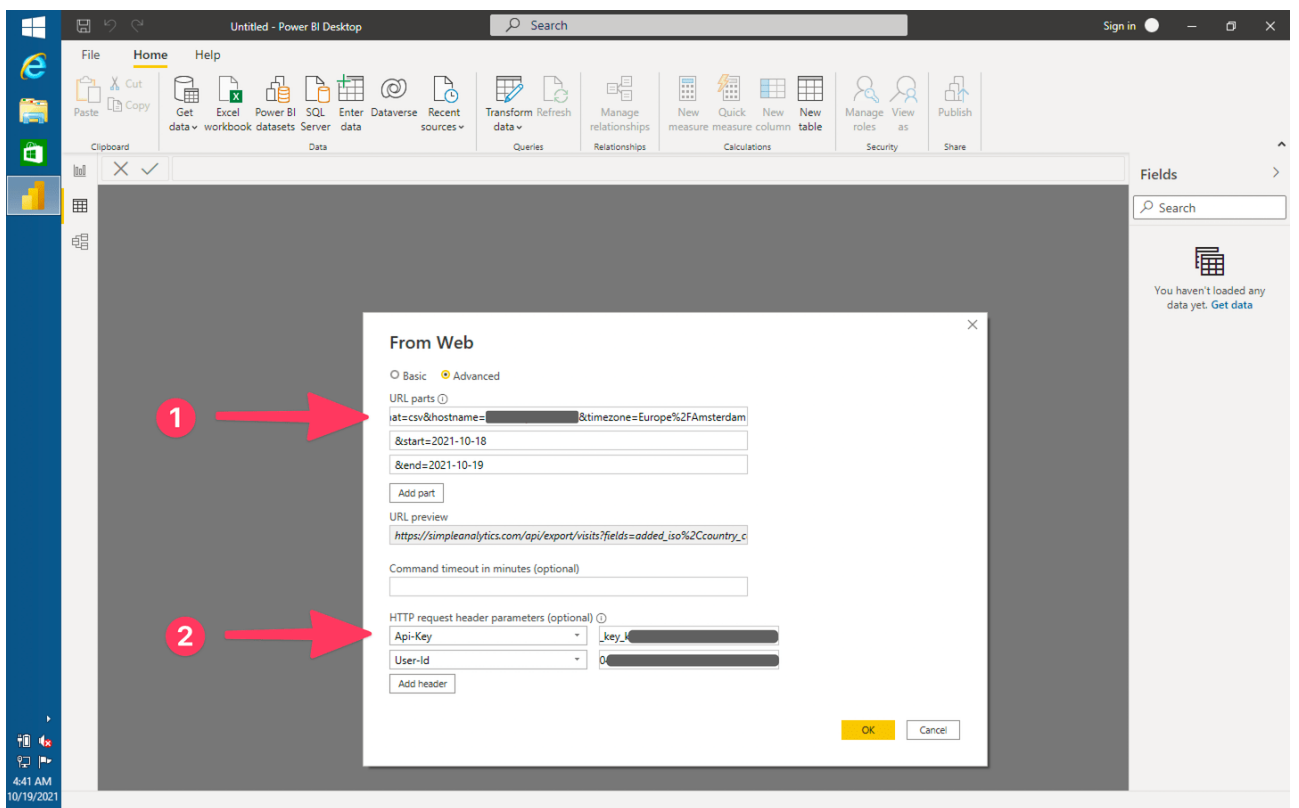 Untitled - Power BI Desktop
Search
Sign in
File Home Help
Paste
Cut
Copy
Get data
Excel workbook
Power BI datasets
SQL Server
Enter data
Dataverse
Recent sources
Transform data
Refresh
Manage relationships
New measure
Quick measure
New column
New table
Manage roles
View as
Publish
Clipboard
Data
Queries
Relationships
Calculations
Security
Share
Fields
Search
You haven't loaded any
data yet. Get data
From Web
Basic Advanced
URL parts
1
at=csv&hostname= &timezone=Europe%2FAmsterdam
&start=2021-10-18
&end=2021-10-19
Add part
URL preview
https://simpleanalytics.com/api/export/visits?fields=added_iso%2Ccountry_c
Command timeout in minutes (optional)
HTTP request header parameters (optional)
2
Api-Key _key_k
User-Id 0
Add header
OK Cancel
4:41 AM
10/19/2021